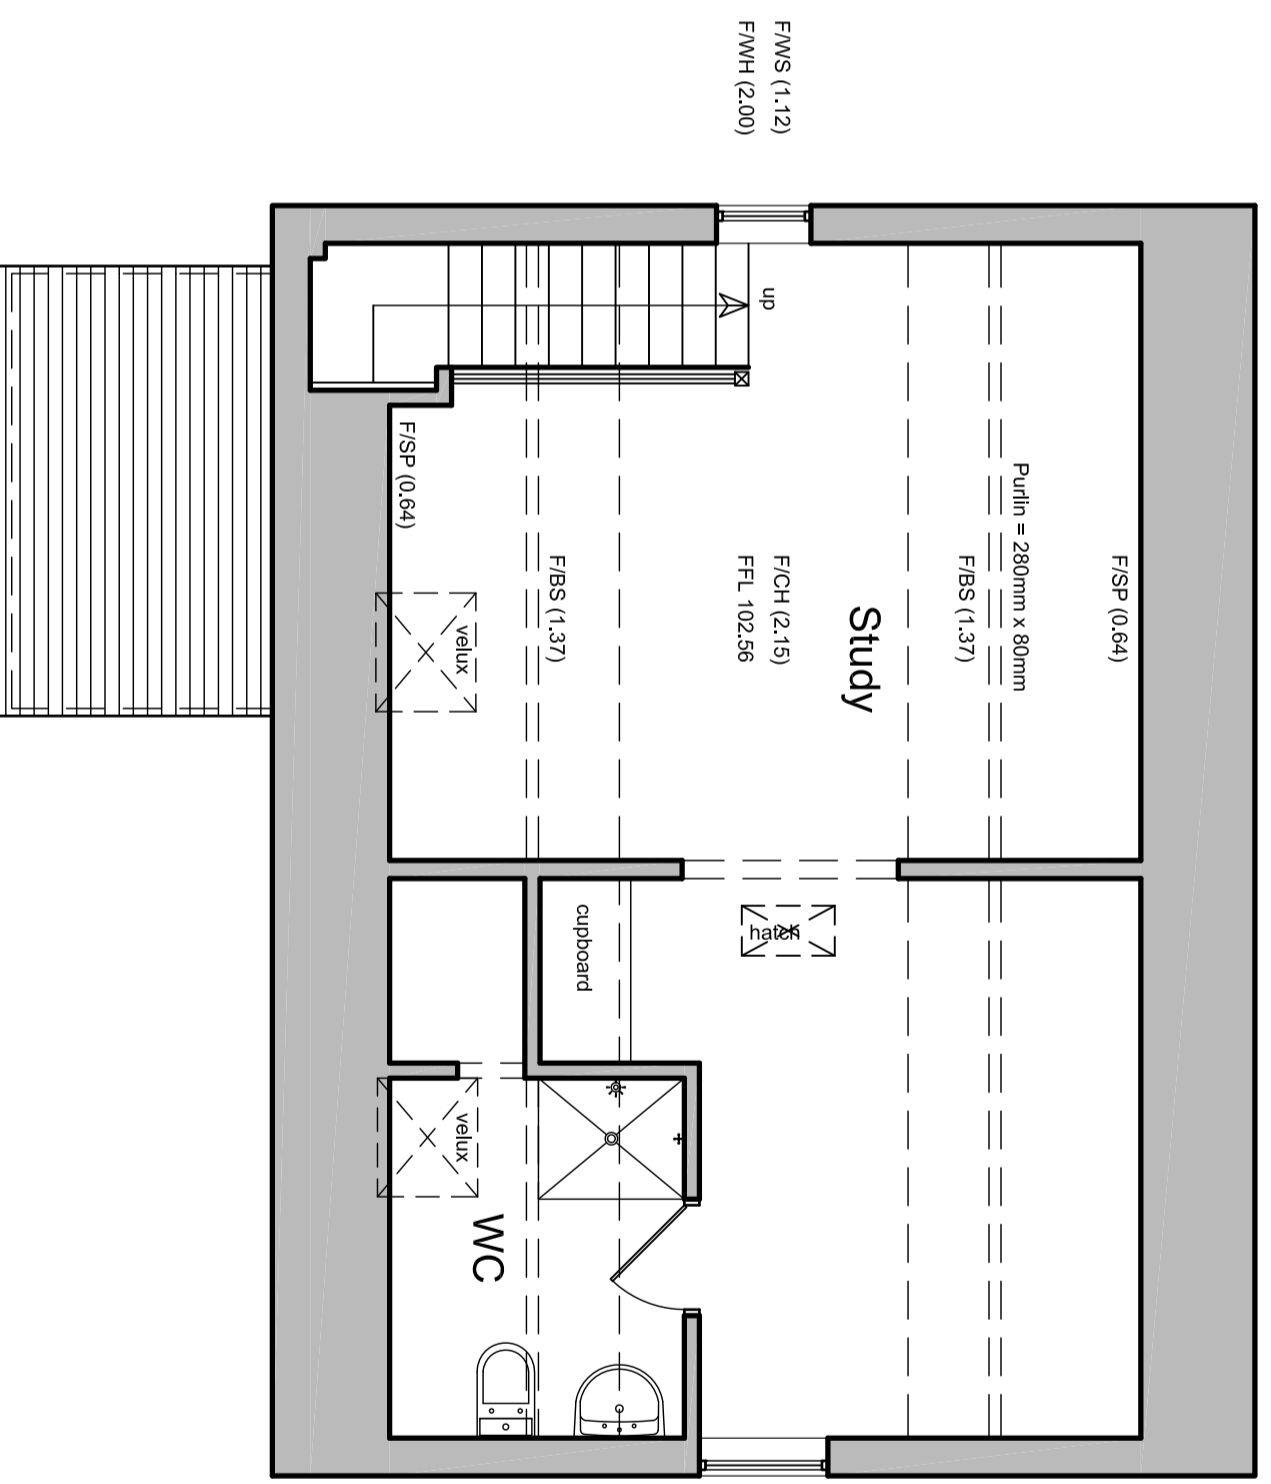 F/WS (1.12)
F/WH (2.00)
up
F/SP (0.64)
Purlin = 280mm x 80mm
F/BS (1.37)
Study
F/CH (2.15)
FFL 102.56
F/BS (1.37)
F/SP (0.64)
velux
hatch
cupboard
velux
WC